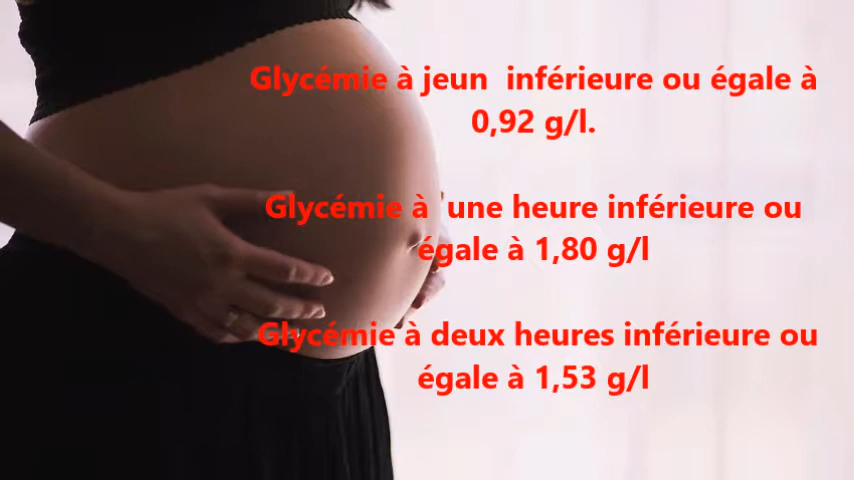 Glycémie à jeun inférieure ou égale à
0,92 g/l.
Glycémie à une heure inférieure ou
égale à 1,80 g/l
Glycémie à deux heures inférieure ou
égale à 1,53 g/l